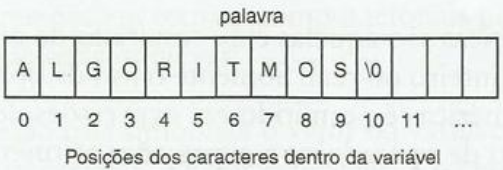 palavra
A L G O R I T M O S \0
0 1 2 3 4 5 6 7 8 9 10 11 ...
Posições dos caracteres dentro da variável